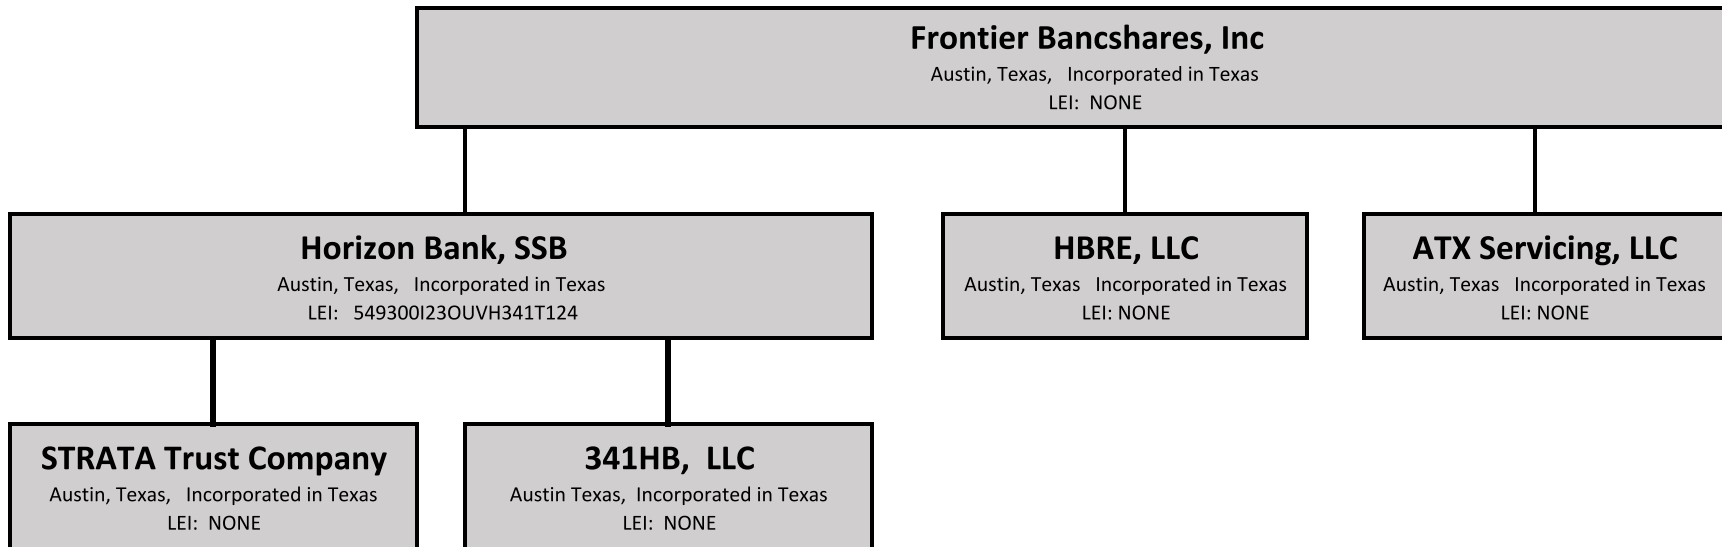 Frontier Bancshares, Inc
Austin, Texas, Incorporated in Texas
LEI: NONE
Horizon Bank, SSB
Austin, Texas, Incorporated in Texas
LEI: 549300I23OUVH341T124
HBRE, LLC
Austin, Texas Incorporated in Texas
LEI: NONE
ATX Servicing, LLC
Austin, Texas Incorporated in Texas
LEI: NONE
STRATA Trust Company
Austin, Texas, Incorporated in Texas
LEI: NONE
341HB, LLC
Austin Texas, Incorporated in Texas
LEI: NONE